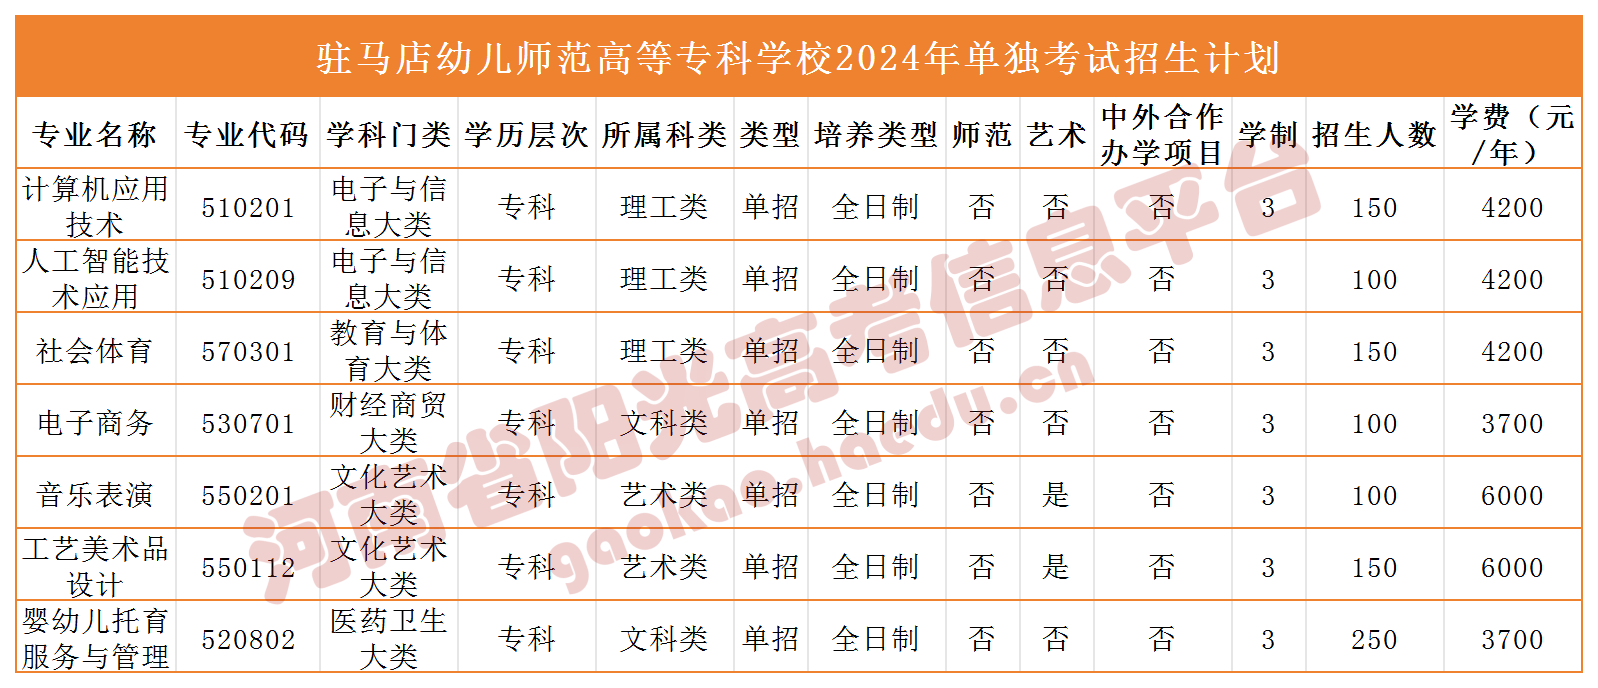 驻马店幼儿师范高等专科学校2024年单独考试招生计划
专业名称 专业代码 学科门类 学历层次 所属科类 类型 培养类型 师范 艺术 中外合作办学项目 学制 招生人数 学费（元/年）
计算机应用技术 510201 电子与信息大类 专科 理工类 单招 全日制 否 否 否 3 150 4200
人工智能技术应用 510209 电子与信息大类 专科 理工类 单招 全日制 否 否 否 3 100 4200
社会体育 570301 教育与体育大类 专科 理工类 单招 全日制 否 否 否 3 150 4200
电子商务 530701 财经商贸大类 专科 文科类 单招 全日制 否 否 否 3 100 3700
音乐表演 550201 文化艺术大类 专科 艺术类 单招 全日制 否 是 否 3 100 6000
工艺美术品设计 550112 文化艺术大类 专科 艺术类 单招 全日制 否 是 否 3 150 6000
婴幼儿托育服务与管理 520802 医药卫生大类 专科 文科类 单招 全日制 否 否 否 3 250 3700
河南省阳光高考信息平台
gaokao.haedu.cn